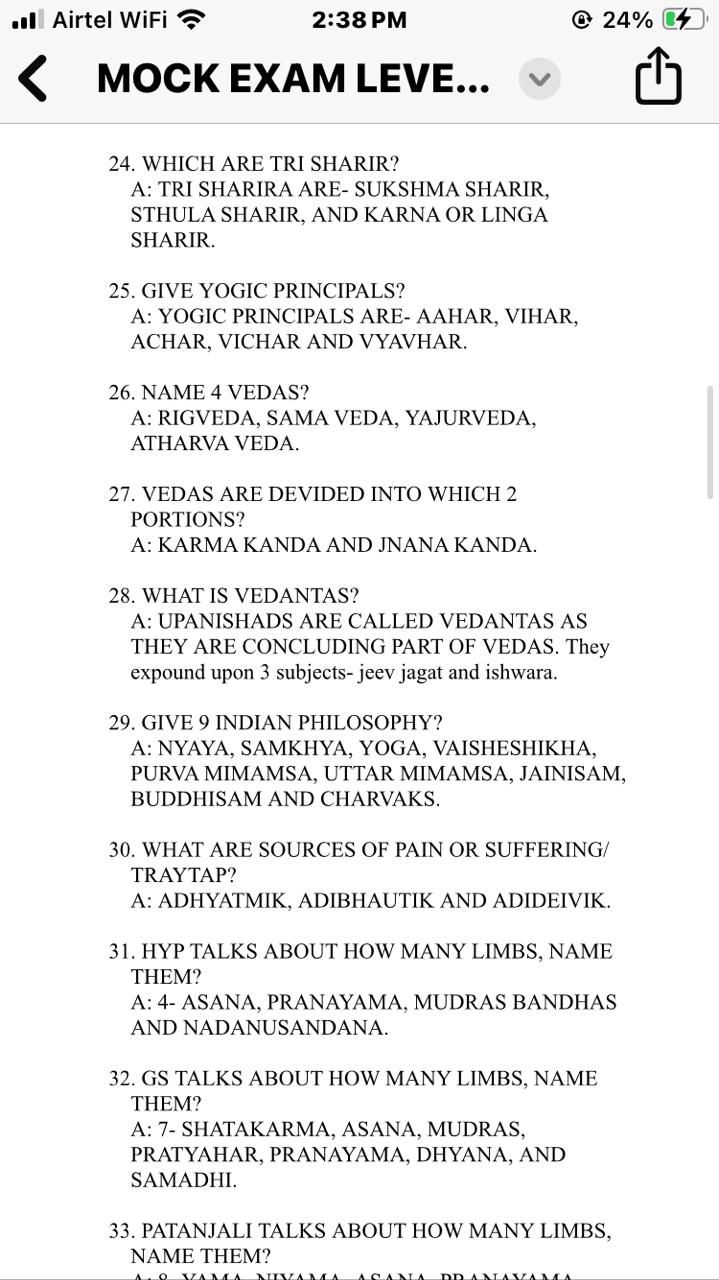 Airtel WiFi 2:38 PM 24%
MOCK EXAM LEVE...
24. WHICH ARE TRI SHARIR?
A: TRI SHARIRA ARE- SUKSHMA SHARIR,
STHULA SHARIR, AND KARNA OR LINGA
SHARIR.
25. GIVE YOGIC PRINCIPALS?
A: YOGIC PRINCIPALS ARE- AAHAR, VIHAR,
ACHAR, VICHAR AND VYAVHAR.
26. NAME 4 VEDAS?
A: RIGVEDA, SAMA VEDA, YAJURVEDA,
ATHARVA VEDA.
27. VEDAS ARE DEVIDED INTO WHICH 2
PORTIONS?
A: KARMA KANDA AND JNANA KANDA.
28. WHAT IS VEDANTAS?
A: UPANISHADS ARE CALLED VEDANTAS AS
THEY ARE CONCLUDING PART OF VEDAS. They
expound upon 3 subjects- jeev jagat and ishwara.
29. GIVE 9 INDIAN PHILOSOPHY?
A: NYAYA, SAMKHYA, YOGA, VAISHESHIKHA,
PURVA MIMAMSA, UTTAR MIMAMSA, JAINISAM,
BUDDHISAM AND CHARVAKS.
30. WHAT ARE SOURCES OF PAIN OR SUFFERING/
TRAYTAP?
A: ADHYATMIK, ADIBHAUTIK AND ADIDEIVIK.
31. HYP TALKS ABOUT HOW MANY LIMBS, NAME
THEM?
A: 4- ASANA, PRANAYAMA, MUDRAS BANDHAS
AND NADANUSANDANA.
32. GS TALKS ABOUT HOW MANY LIMBS, NAME
THEM?
A: 7- SHATAKARMA, ASANA, MUDRAS,
PRATYAHAR, PRANAYAMA, DHYANA, AND
SAMADHI.
33. PATANJALI TALKS ABOUT HOW MANY LIMBS,
NAME THEM?
A: 8- YAMA, NIYAMA, ASANA, PRANAYAMA,